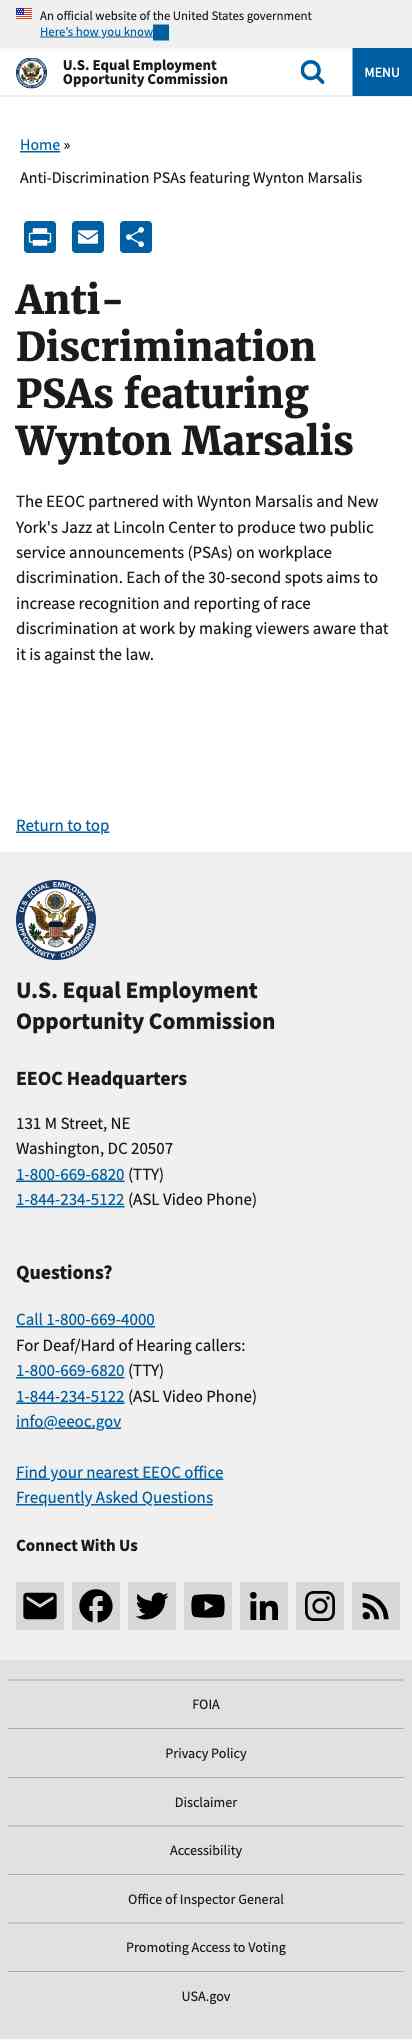 An official website of the United States government
Here's how you know
U.S. Equal Employment
Opportunity Commission
MENU
Home »
Anti-Discrimination PSAs featuring Wynton Marsalis
Anti-
Discrimination
PSAs featuring
Wynton Marsalis
The EEOC partnered with Wynton Marsalis and New
York's Jazz at Lincoln Center to produce two public
service announcements (PSAs) on workplace
discrimination. Each of the 30-second spots aims to
increase recognition and reporting of race
discrimination at work by making viewers aware that
it is against the law.
Return to top
U.S. EQUAL EMPLOYMENT OPPORTUNITY COMMISSION
U.S. Equal Employment
Opportunity Commission
EEOC Headquarters
131 M Street, NE
Washington, DC 20507
1-800-669-6820 (TTY)
1-844-234-5122 (ASL Video Phone)
Questions?
Call 1-800-669-4000
For Deaf/Hard of Hearing callers:
1-800-669-6820 (TTY)
1-844-234-5122 (ASL Video Phone)
info@eeoc.gov
Find your nearest EEOC office
Frequently Asked Questions
Connect With Us
FOIA
Privacy Policy
Disclaimer
Accessibility
Office of Inspector General
Promoting Access to Voting
USA.gov